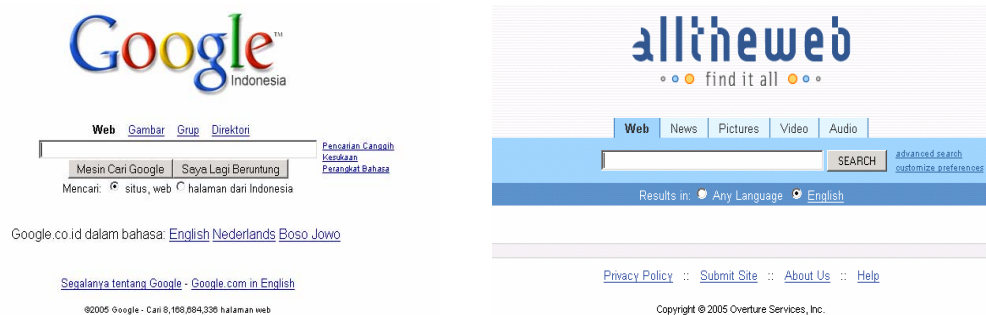 Google™
Indonesia
Web Gambar Grup Direktori
Pencarian Canggih
Kesukaan
Perangkat Bahasa
Mesin Cari Google Saya Lagi Beruntung
Mencari: situs, web halaman dari Indonesia
Google.co.id dalam bahasa: English Nederlands Boso Jowo
Segalanya tentang Google - Google.com in English
©2005 Google - Cari 8,168,684,336 halaman web
alltheweb
find it all
Web News Pictures Video Audio
SEARCH
advanced search
customize preferences
Results in: Any Language English
Privacy Policy :: Submit Site :: About Us :: Help
Copyright © 2005 Overture Services, Inc.